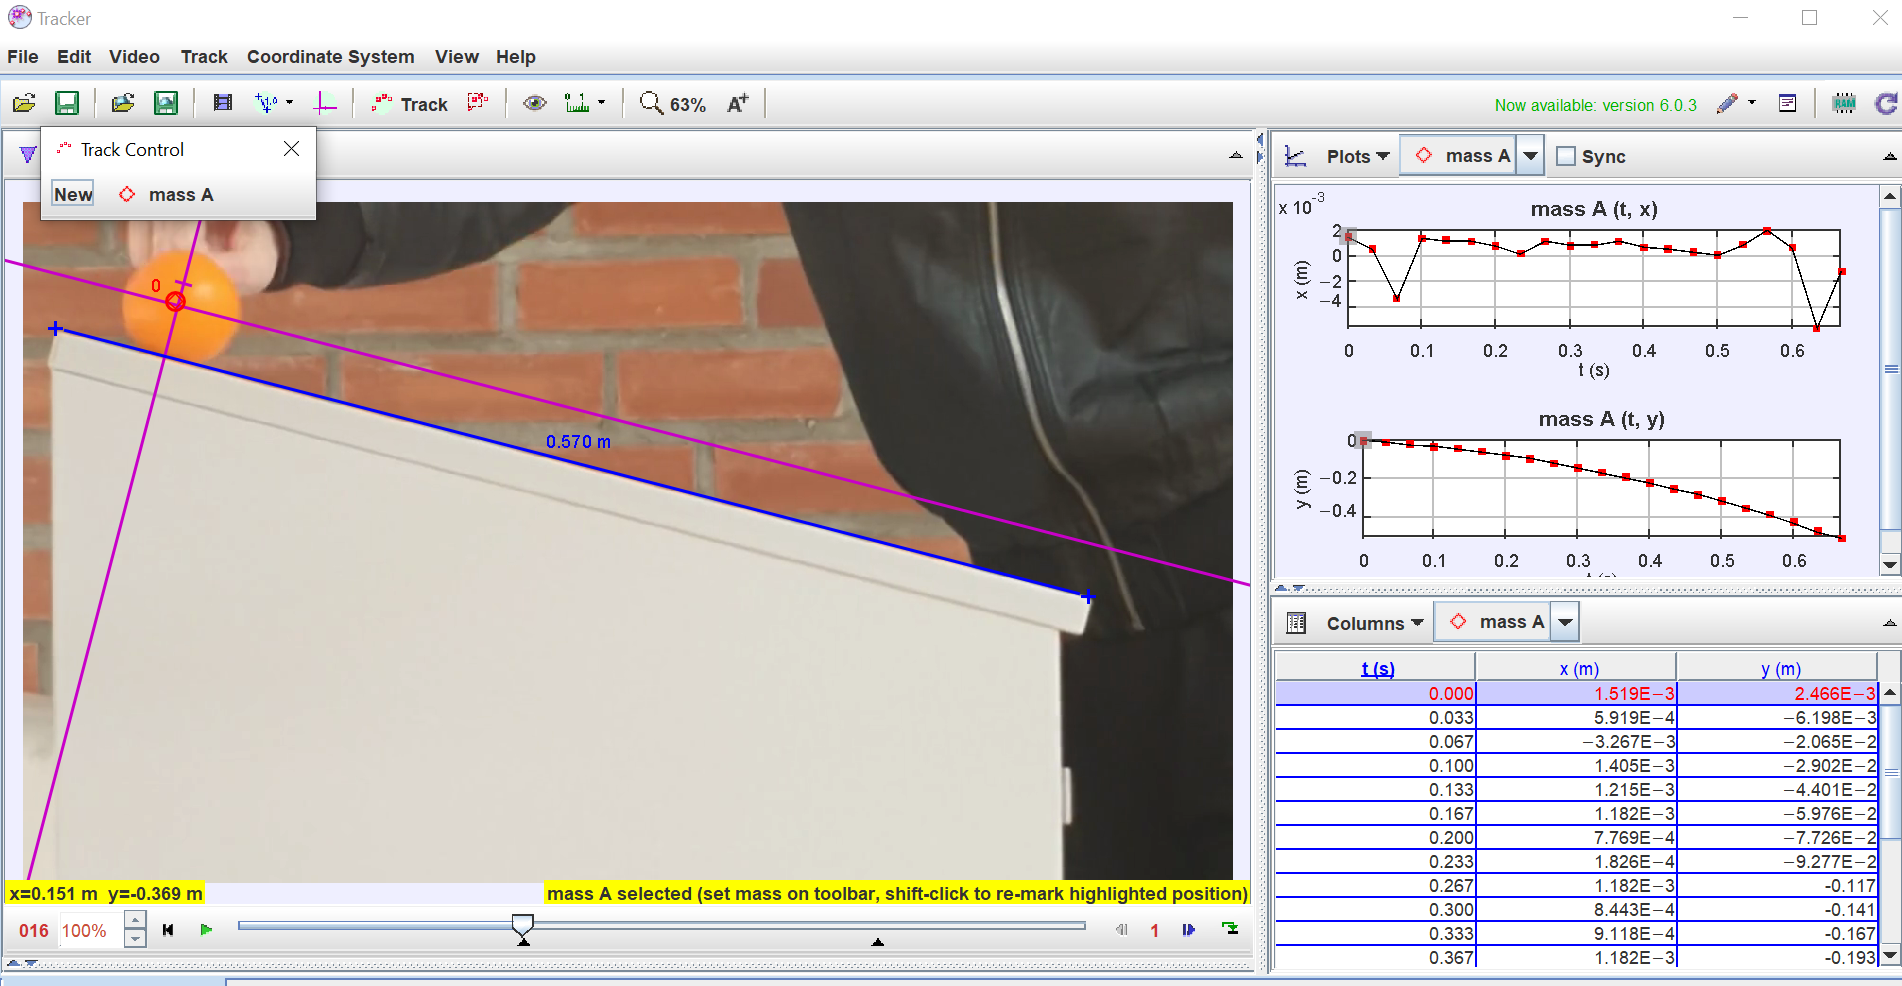 Tracker
File Edit Video Track Coordinate System View Help
Track 63% A+ Now available: version 6.0.3 RAM
Track Control
New mass A
0
0.570 m
x=0.151 m y=-0.369 m
mass A selected (set mass on toolbar, shift-click to re-mark highlighted position)
016 100% 1
Plots mass A Sync
x 10-3
mass A (t, x)
x (m)
2
0
−2
−4
0 0.1 0.2 0.3 0.4 0.5 0.6
t (s)
mass A (t, y)
y (m)
0
−0.2
−0.4
0 0.1 0.2 0.3 0.4 0.5 0.6
Columns mass A
t (s) x (m) y (m)
0.000 1.519E−3 2.466E−3
0.033 5.919E−4 −6.198E−3
0.067 −3.267E−3 −2.065E−2
0.100 1.405E−3 −2.902E−2
0.133 1.215E−3 −4.401E−2
0.167 1.182E−3 −5.976E−2
0.200 7.769E−4 −7.726E−2
0.233 1.826E−4 −9.277E−2
0.267 1.182E−3 -0.117
0.300 8.443E−4 -0.141
0.333 9.118E−4 -0.167
0.367 1.182E−3 -0.193